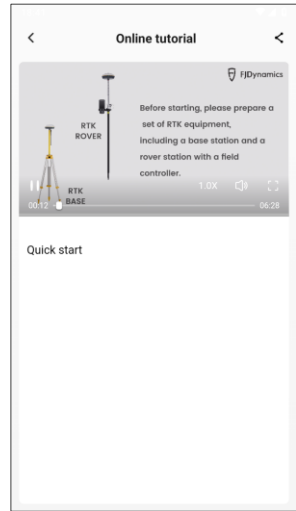 Online tutorial
FJDynamics
Before starting, please prepare a
set of RTK equipment,
including a base station and a
rover station with a field
controller.
RTK
ROVER
RTK
BASE
1.0X
00:12
06:28
Quick start